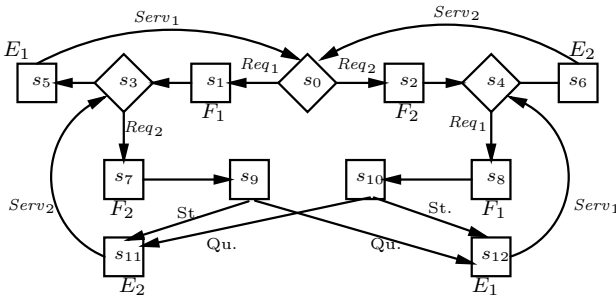 Serv₁ Serv₂
E₁ E₂
s₅ s₃ s₁ Req₁ s₀ Req₂ s₂ s₄ s₆
F₁ F₂
Req₂ Req₁
s₇ s₉ s₁₀ s₈
F₂ F₁
Serv₂ St. St. Serv₁
Qu. Qu.
s₁₁ s₁₂
E₂ E₁